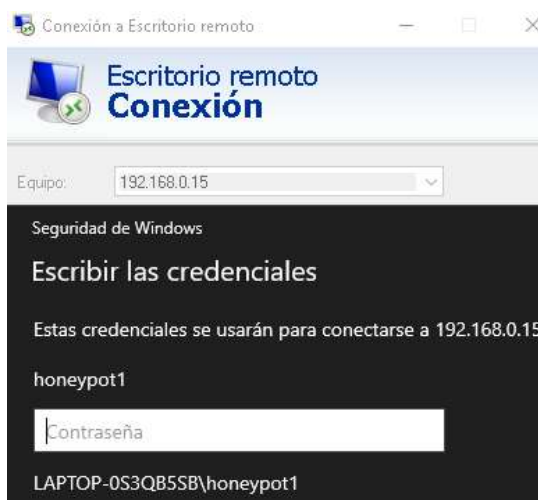 Conexión a Escritorio remoto
Escritorio remoto
Conexión
Equipo: 192.168.0.15
Seguridad de Windows
Escribir las credenciales
Estas credenciales se usarán para conectarse a 192.168.0.15
honeypot1
Contraseña
LAPTOP-0S3QB5SB\honeypot1